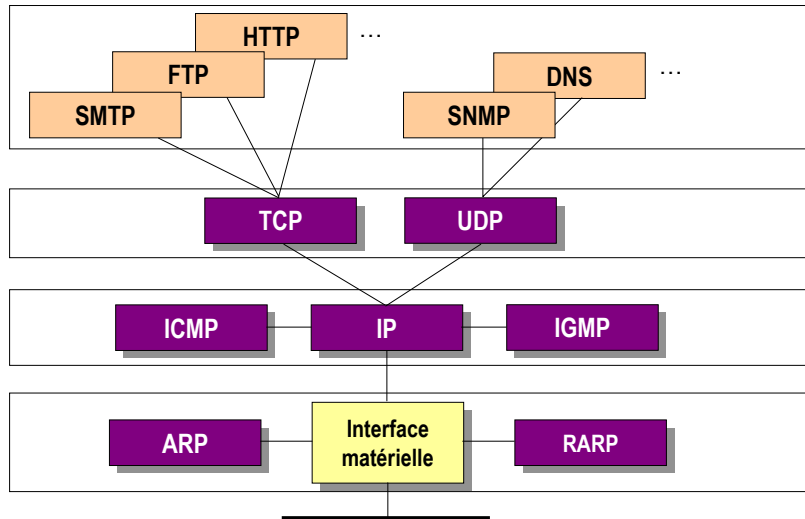 HTTP ...
FTP
SMTP
DNS ...
SNMP
TCP
UDP
ICMP
IP
IGMP
ARP
Interface
matérielle
RARP